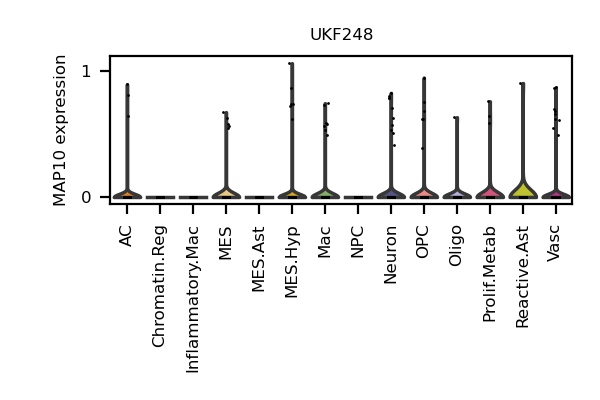 UKF248
MAP10 expression
1
0
AC
Chromatin.Reg
Inflammatory.Mac
MES
MES.Ast
MES.Hyp
Mac
NPC
Neuron
OPC
Oligo
Prolif.Metab
Reactive.Ast
Vasc